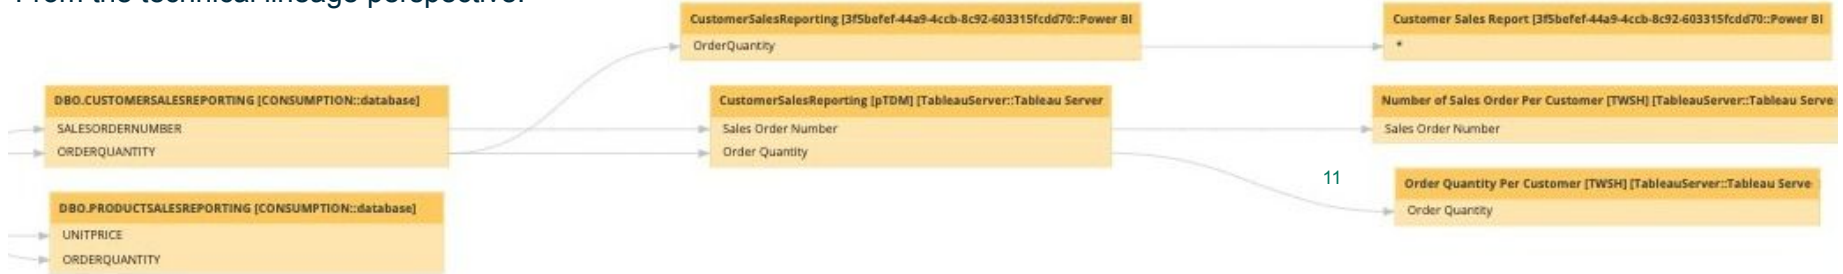 From the technical lineage perspective:
CustomerSalesReporting [3f5befef-44a9-4ccb-8c92-603315fcdd70::Power BI
OrderQuantity
Customer Sales Report [3f5befef-44a9-4ccb-8c92-603315fcdd70::Power BI
*
DBO.CUSTOMERSALESREPORTING [CONSUMPTION::database]
SALESORDERNUMBER
ORDERQUANTITY
CustomerSalesReporting [pTDM] [TableauServer::Tableau Server
Sales Order Number
Order Quantity
Number of Sales Order Per Customer [TWSH] [TableauServer::Tableau Serve
Sales Order Number
11
Order Quantity Per Customer [TWSH] [TableauServer::Tableau Serve
Order Quantity
DBO.PRODUCTSALESREPORTING [CONSUMPTION::database]
UNITPRICE
ORDERQUANTITY